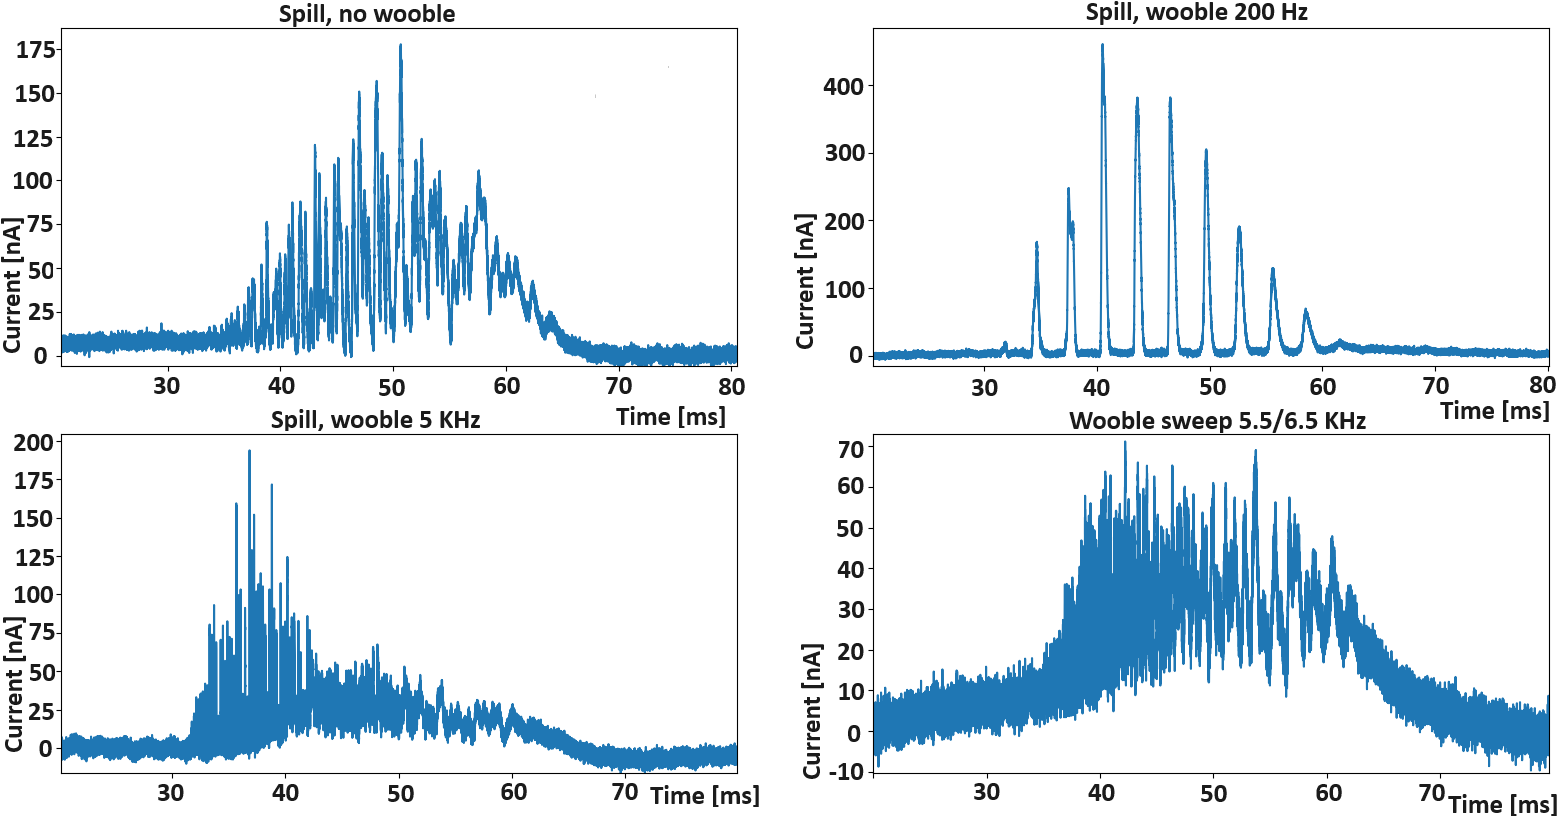 Spill, no wooble
175
150
125
100
75
50
25
0
Current [nA]
30 40 50 60 70 80
Time [ms]
Spill, wooble 200 Hz
400
300
200
100
0
Current [nA]
30 40 50 60 70 80
Time [ms]
Spill, wooble 5 KHz
200
175
150
125
100
75
50
25
0
Current [nA]
30 40 50 60 70 Time [ms]
Wooble sweep 5.5/6.5 KHz
70
60
50
40
30
20
10
0
-10
Current [nA]
30 40 50 60 70 Time [ms]